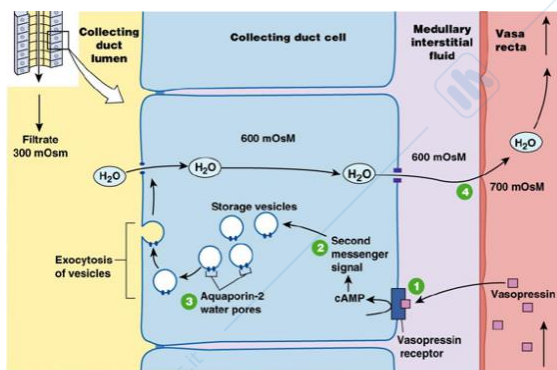 Collecting
duct
lumen
Collecting duct cell
Medullary
interstitial
fluid
Vasa
recta
Filtrate
300 mOsm
600 mOsM
600 mOsM
H₂O
H₂O
H₂O
H₂O
4
700 mOsM
Storage vesicles
2
Second
messenger
signal
Exocytosis
of vesicles
3
Aquaporin-2
water pores
cAMP
1
Vasopressin
Vasopressin
receptor